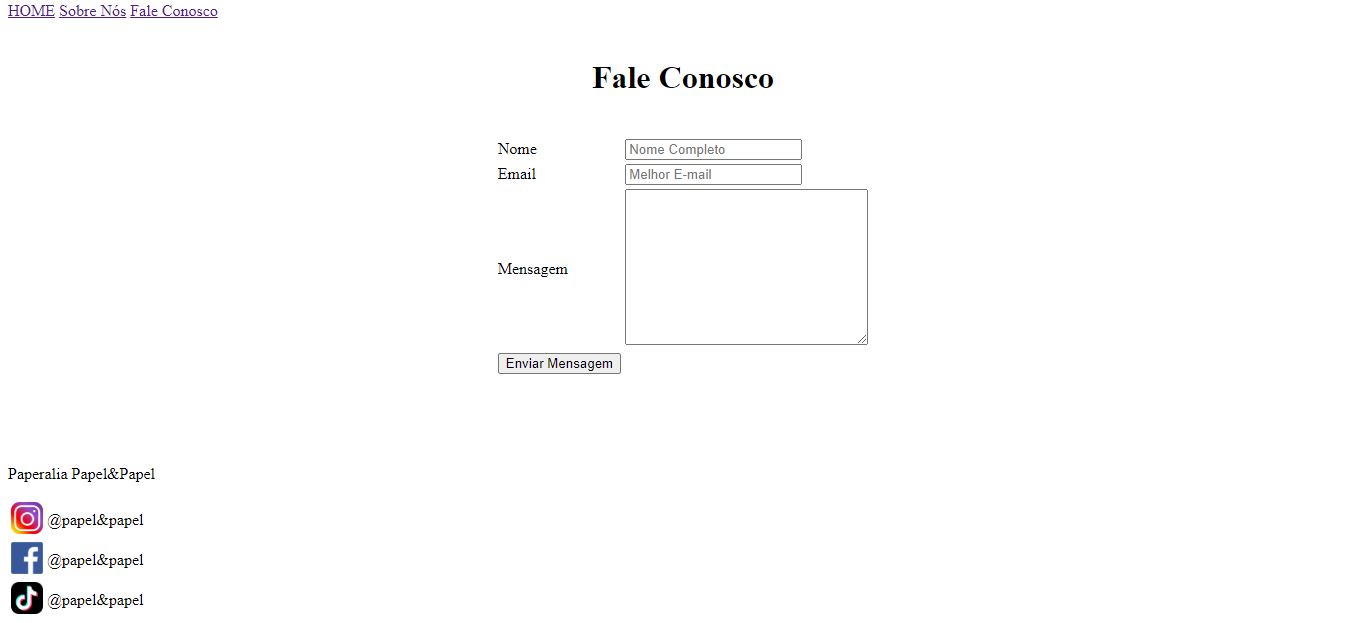 HOME Sobre Nós Fale Conosco
Fale Conosco
Nome Nome Completo
Email Melhor E-mail
Mensagem
Enviar Mensagem
Paperalia Papel&Papel
@papel&papel
@papel&papel
@papel&papel